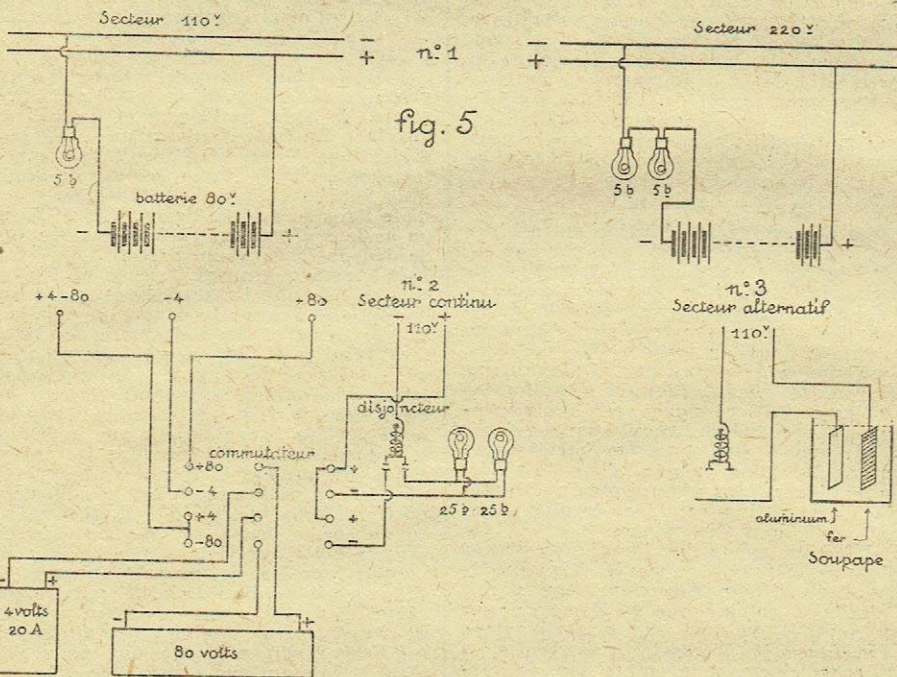 Secteur 110ᵛ
-
+
n° 1
Secteur 220ᵛ
-
+
fig. 5
5 b
batterie 80ᵛ
-
+
5 b
5 b
-
+
+4-80
-4
+80
n° 2
Secteur continu
-
+
110ᵛ
n° 3
Secteur alternatif
110ᵛ
disjoncteur
commutateur
+80
-4
+4
-80
+
-
+
-
25 b
25 b
aluminium
fer
Soupape
-
+
4 volts
20 A
-
+
80 volts